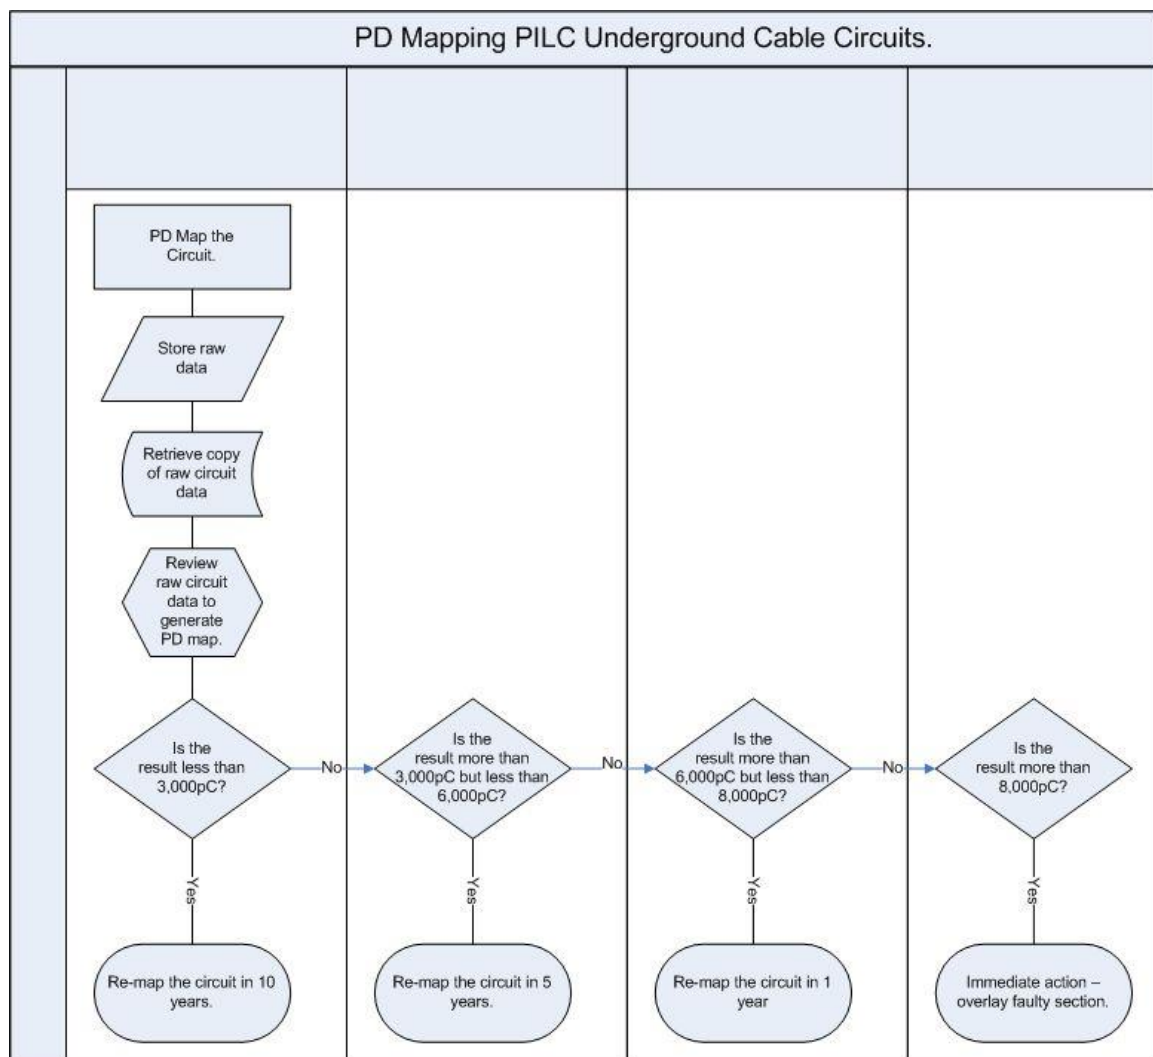 PD Mapping PILC Underground Cable Circuits.
PD Map the
Circuit.
Store raw
data
Retrieve copy
of raw circuit
data
Review
raw circuit
data to
generate
PD map.
Is the
result less than
3,000pC?
No
Is the
result more than
3,000pC but less than
6,000pC?
No
Is the
result more than
6,000pC but less than
8,000pC?
No
Is the
result more than
8,000pC?
Yes
Yes
Yes
Yes
Re-map the circuit in 10
years.
Re-map the circuit in 5
years.
Re-map the circuit in 1
year
Immediate action –
overlay faulty section.